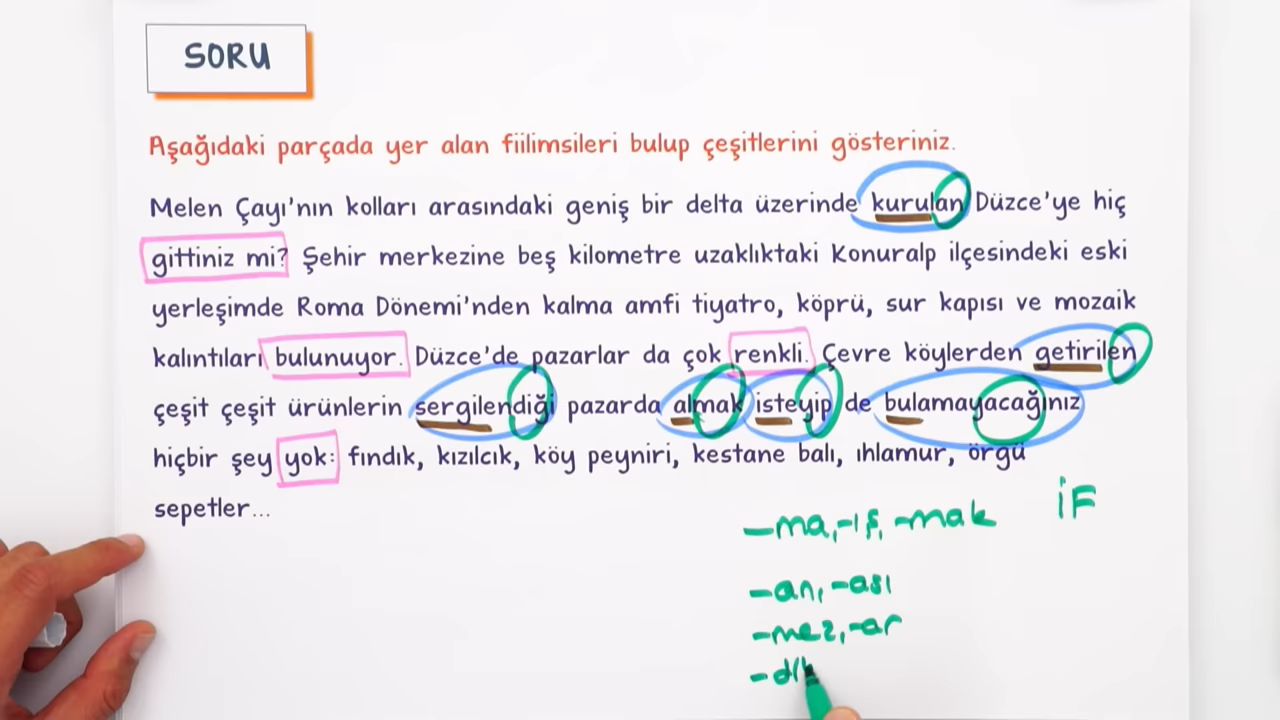 SORU
Aşağıdaki parçada yer alan fiilimsileri bulup çeşitlerini gösteriniz.
Melen Çayı'nın kolları arasındaki geniş bir delta üzerinde kurulan Düzce'ye hiç
gittiniz mi? Şehir merkezine beş kilometre uzaklıktaki Konuralp ilçesindeki eski
yerleşimde Roma Dönemi'nden kalma amfi tiyatro, köprü, sur kapısı ve mozaik
kalıntıları bulunuyor. Düzce'de pazarlar da çok renkli. Çevre köylerden getirilen
çeşit çeşit ürünlerin sergilendiği pazarda almak isteyip de bulamayacağınız
hiçbir şey yok: fındık, kızılcık, köy peyniri, kestane balı, ıhlamur, örgü
sepetler...
-ma, -ış, -mak İF
-an, -ası
-mez, -ar